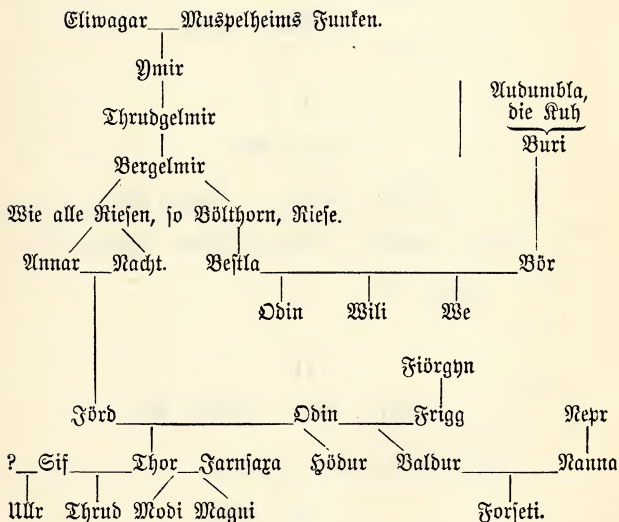 Eliwagar Muspelheims Funken.
Ymir
Audumbla,
Thrudgelmir
die Kuh
Buri
Bergelmir
Wie alle Riesen, so Bölthorn, Riese.
Annar Nacht. Bestla Bör
Odin Wili We
Fiörgyn
Jörd Odin Frigg Nepr
?__Sif Thor Jarnsaxa Hödur Baldur Nanna
Ullr Thrud Modi Magni Forseti.